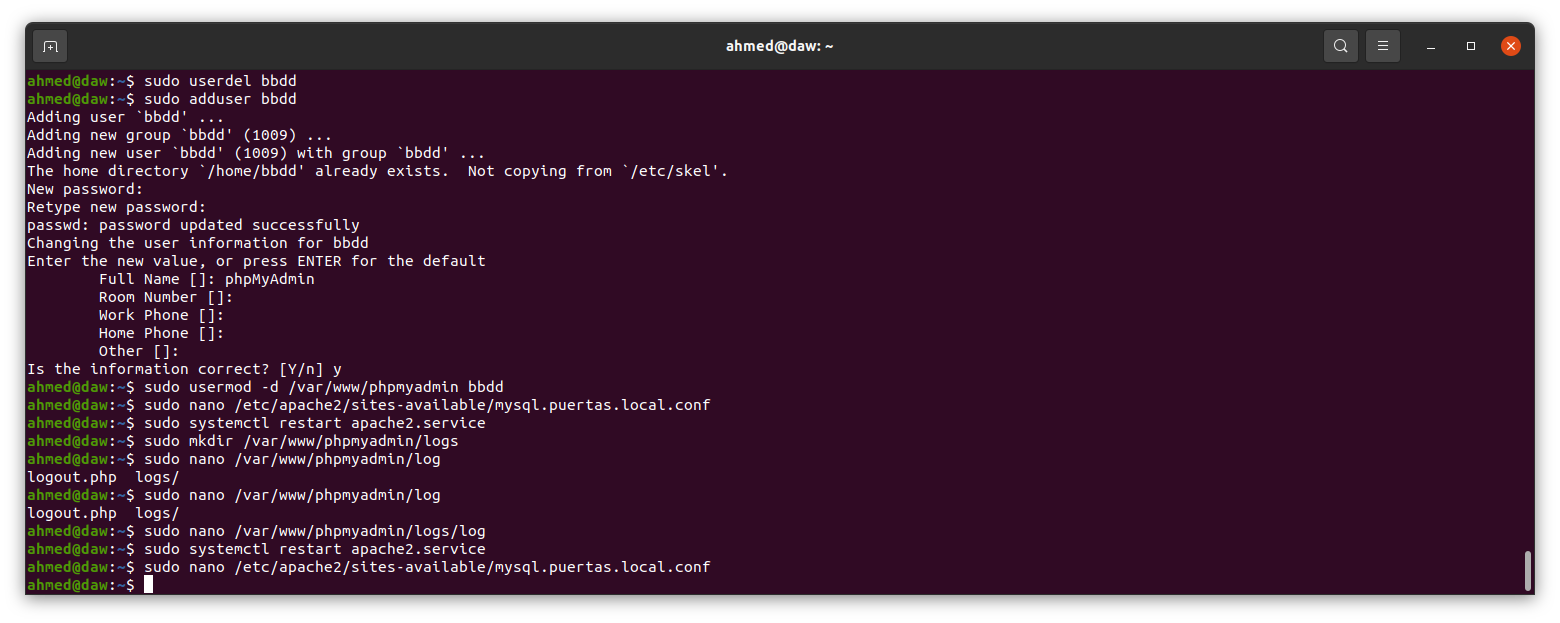 ahmed@daw: ~
ahmed@daw:~$ sudo userdel bbdd
ahmed@daw:~$ sudo adduser bbdd
Adding user `bbdd' ...
Adding new group `bbdd' (1009) ...
Adding new user `bbdd' (1009) with group `bbdd' ...
The home directory `/home/bbdd' already exists.  Not copying from `/etc/skel'.
New password:
Retype new password:
passwd: password updated successfully
Changing the user information for bbdd
Enter the new value, or press ENTER for the default
        Full Name []: phpMyAdmin
        Room Number []:
        Work Phone []:
        Home Phone []:
        Other []:
Is the information correct? [Y/n] y
ahmed@daw:~$ sudo usermod -d /var/www/phpmyadmin bbdd
ahmed@daw:~$ sudo nano /etc/apache2/sites-available/mysql.puertas.local.conf
ahmed@daw:~$ sudo systemctl restart apache2.service
ahmed@daw:~$ sudo mkdir /var/www/phpmyadmin/logs
ahmed@daw:~$ sudo nano /var/www/phpmyadmin/log
logout.php  logs/
ahmed@daw:~$ sudo nano /var/www/phpmyadmin/log
logout.php  logs/
ahmed@daw:~$ sudo nano /var/www/phpmyadmin/logs/log
ahmed@daw:~$ sudo systemctl restart apache2.service
ahmed@daw:~$ sudo nano /etc/apache2/sites-available/mysql.puertas.local.conf
ahmed@daw:~$